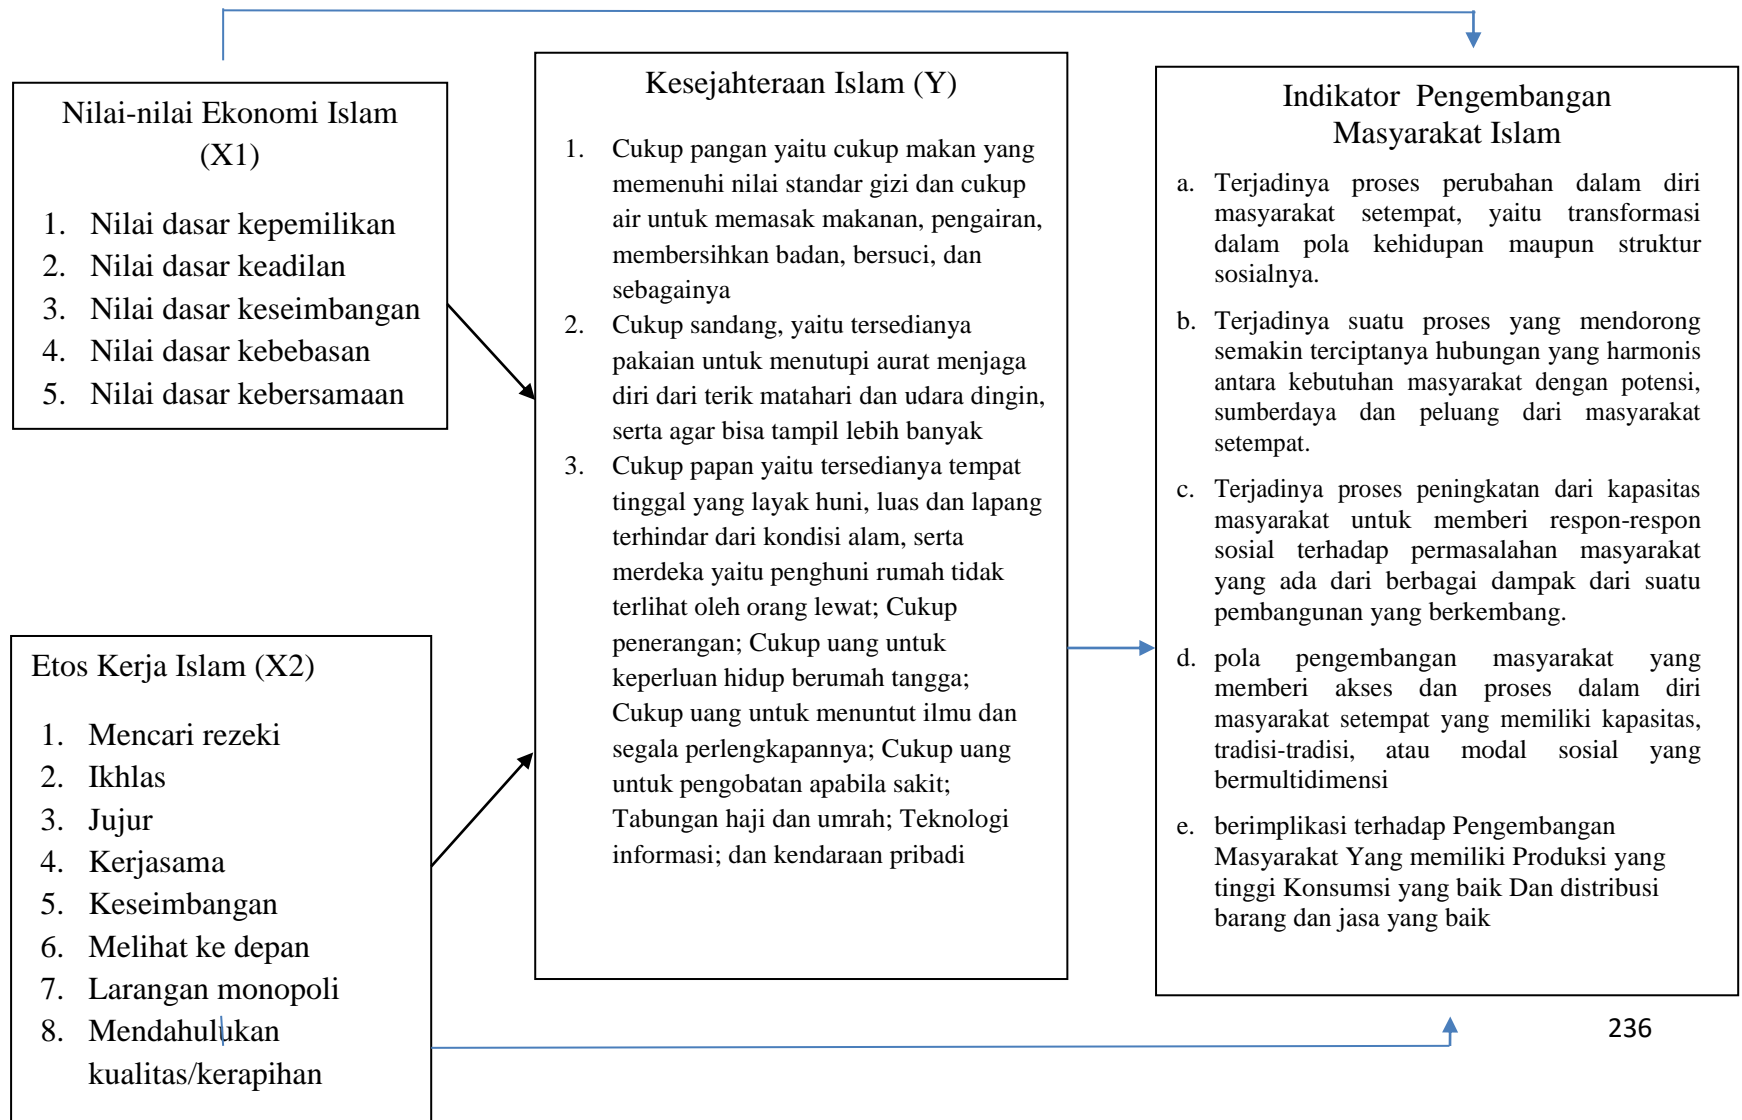 Nilai-nilai Ekonomi Islam
(X1)
1. Nilai dasar kepemilikan
2. Nilai dasar keadilan
3. Nilai dasar keseimbangan
4. Nilai dasar kebebasan
5. Nilai dasar kebersamaan
Etos Kerja Islam (X2)
1. Mencari rezeki
2. Ikhlas
3. Jujur
4. Kerjasama
5. Keseimbangan
6. Melihat ke depan
7. Larangan monopoli
8. Mendahulukan
kualitas/kerapihan
Kesejahteraan Islam (Y)
1. Cukup pangan yaitu cukup makan yang
memenuhi nilai standar gizi dan cukup
air untuk memasak makanan, pengairan,
membersihkan badan, bersuci, dan
sebagainya
2. Cukup sandang, yaitu tersedianya
pakaian untuk menutupi aurat menjaga
diri dari terik matahari dan udara dingin,
serta agar bisa tampil lebih banyak
3. Cukup papan yaitu tersedianya tempat
tinggal yang layak huni, luas dan lapang
terhindar dari kondisi alam, serta
merdeka yaitu penghuni rumah tidak
terlihat oleh orang lewat; Cukup
penerangan; Cukup uang untuk
keperluan hidup berumah tangga;
Cukup uang untuk menuntut ilmu dan
segala perlengkapannya; Cukup uang
untuk pengobatan apabila sakit;
Tabungan haji dan umrah; Teknologi
informasi; dan kendaraan pribadi
Indikator Pengembangan
Masyarakat Islam
a. Terjadinya proses perubahan dalam diri
masyarakat setempat, yaitu transformasi
dalam pola kehidupan maupun struktur
sosialnya.
b. Terjadinya suatu proses yang mendorong
semakin terciptanya hubungan yang harmonis
antara kebutuhan masyarakat dengan potensi,
sumberdaya dan peluang dari masyarakat
setempat.
c. Terjadinya proses peningkatan dari kapasitas
masyarakat untuk memberi respon-respon
sosial terhadap permasalahan masyarakat
yang ada dari berbagai dampak dari suatu
pembangunan yang berkembang.
d. pola pengembangan masyarakat yang
memberi akses dan proses dalam diri
masyarakat setempat yang memiliki kapasitas,
tradisi-tradisi, atau modal sosial yang
bermultidimensi
e. berimplikasi terhadap Pengembangan
Masyarakat Yang memiliki Produksi yang
tinggi Konsumsi yang baik Dan distribusi
barang dan jasa yang baik
236